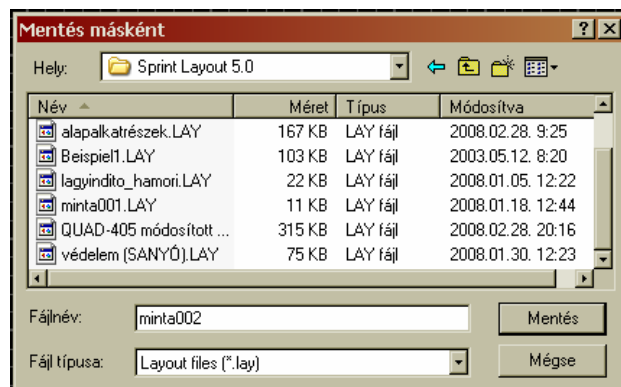 Mentés másként
Hely: Sprint Layout 5.0
Név Méret Típus Módosítva
alapalkatrészek.LAY 167 KB LAY fájl 2008.02.28. 9:25
Beispiel1.LAY 103 KB LAY fájl 2003.05.12. 8:20
lagyindito_hamori.LAY 22 KB LAY fájl 2008.01.05. 12:22
minta001.LAY 11 KB LAY fájl 2008.01.18. 12:44
QUAD-405 módosított ... 315 KB LAY fájl 2008.02.28. 20:16
védelem (SANYÓ).LAY 75 KB LAY fájl 2008.01.30. 12:23
Fájlnév: minta002 Mentés
Fájl típusa: Layout files (*.lay) Mégse